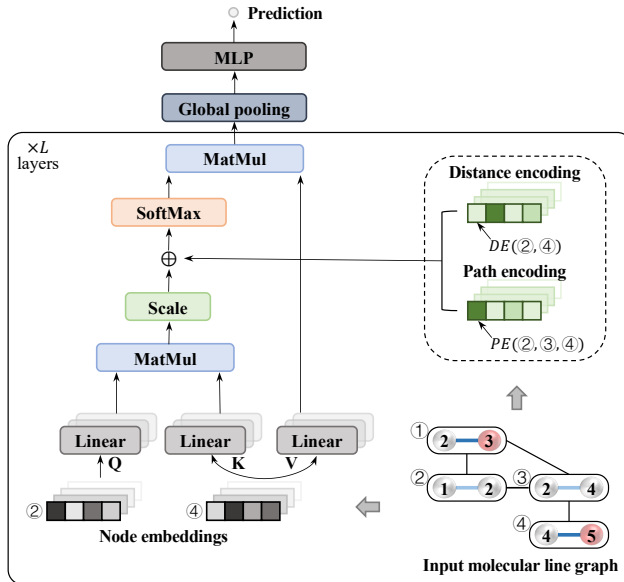 Prediction
MLP
Global pooling
×L
layers
MatMul
SoftMax
⊕
Scale
MatMul
Linear
Linear
Linear
Q
K
V
②
④
Node embeddings
Distance encoding
DE(②, ④)
Path encoding
PE(②, ③, ④)
① 2 3
② 1 2
③ 2 4
④ 4 5
Input molecular line graph